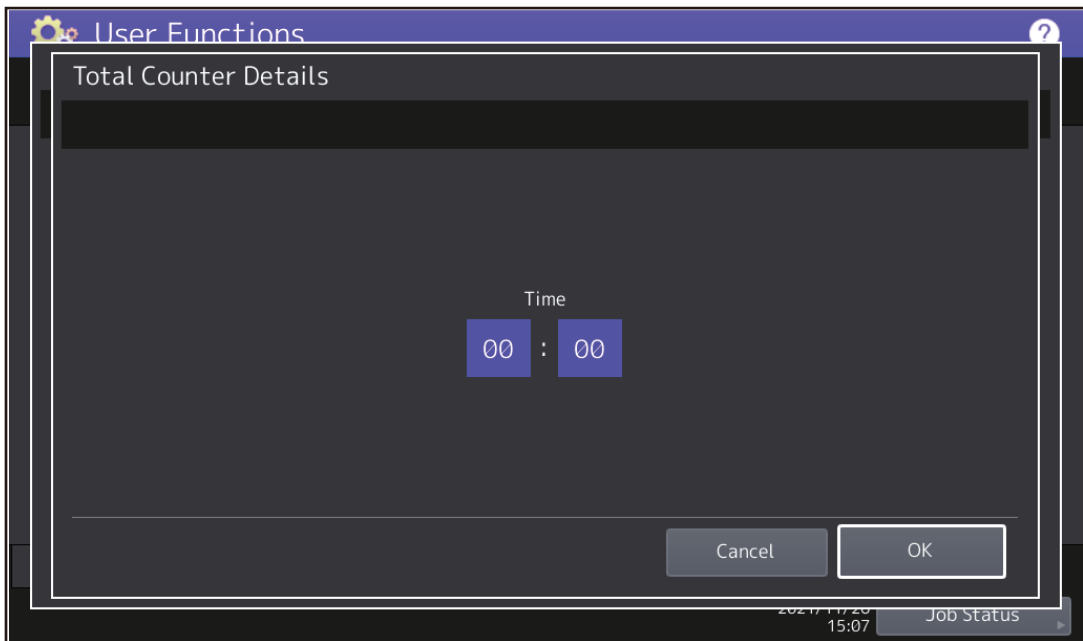 User Functions
?
Total Counter Details
Time
00 : 00
Cancel
OK
15:07
Job Status